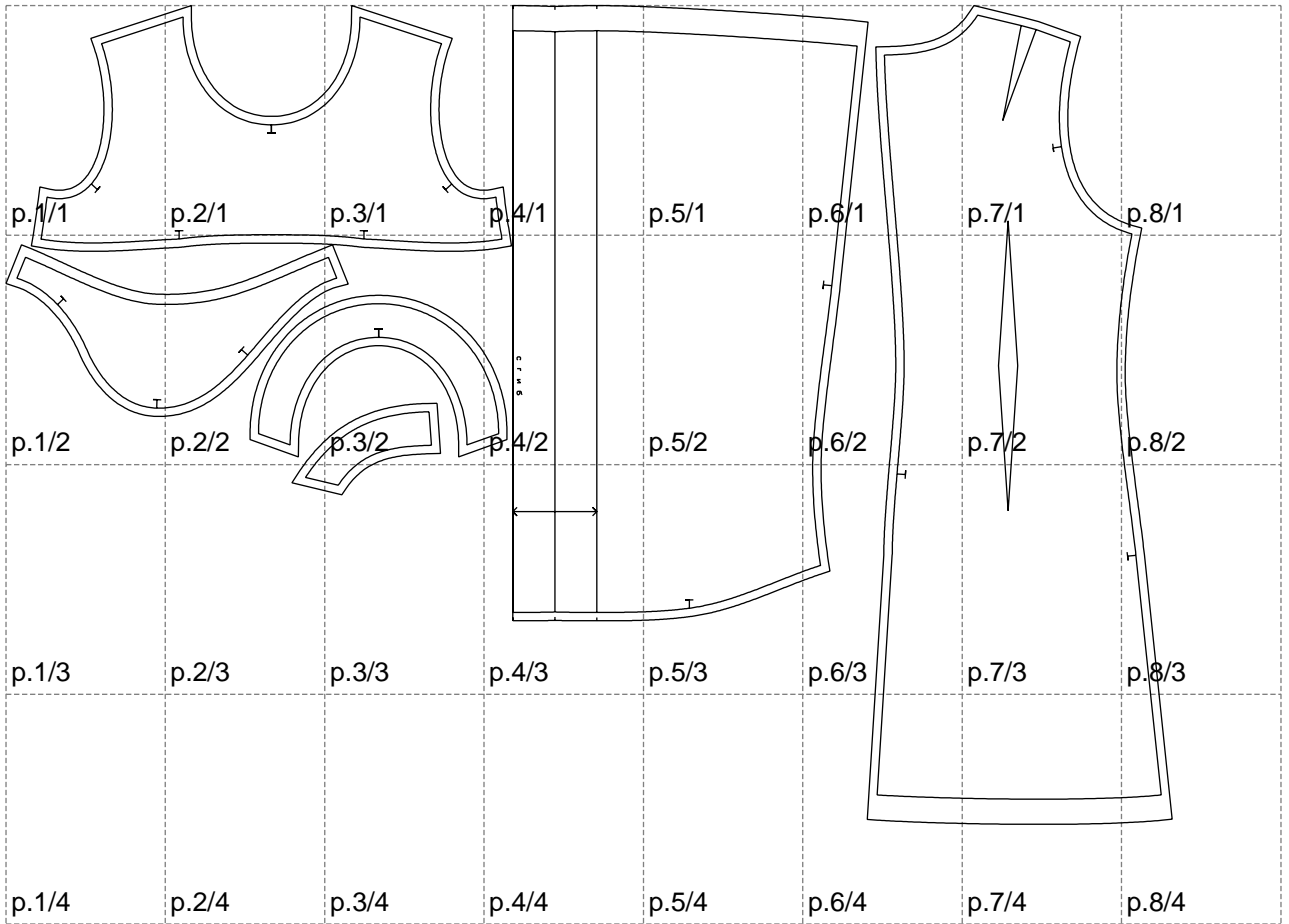 p.1/1 p.2/1 p.3/1 p.4/1 p.5/1 p.6/1 p.7/1 p.8/1
сгиб
p.1/2 p.2/2 p.3/2 p.4/2 p.5/2 p.6/2 p.7/2 p.8/2
p.1/3 p.2/3 p.3/3 p.4/3 p.5/3 p.6/3 p.7/3 p.8/3
p.1/4 p.2/4 p.3/4 p.4/4 p.5/4 p.6/4 p.7/4 p.8/4